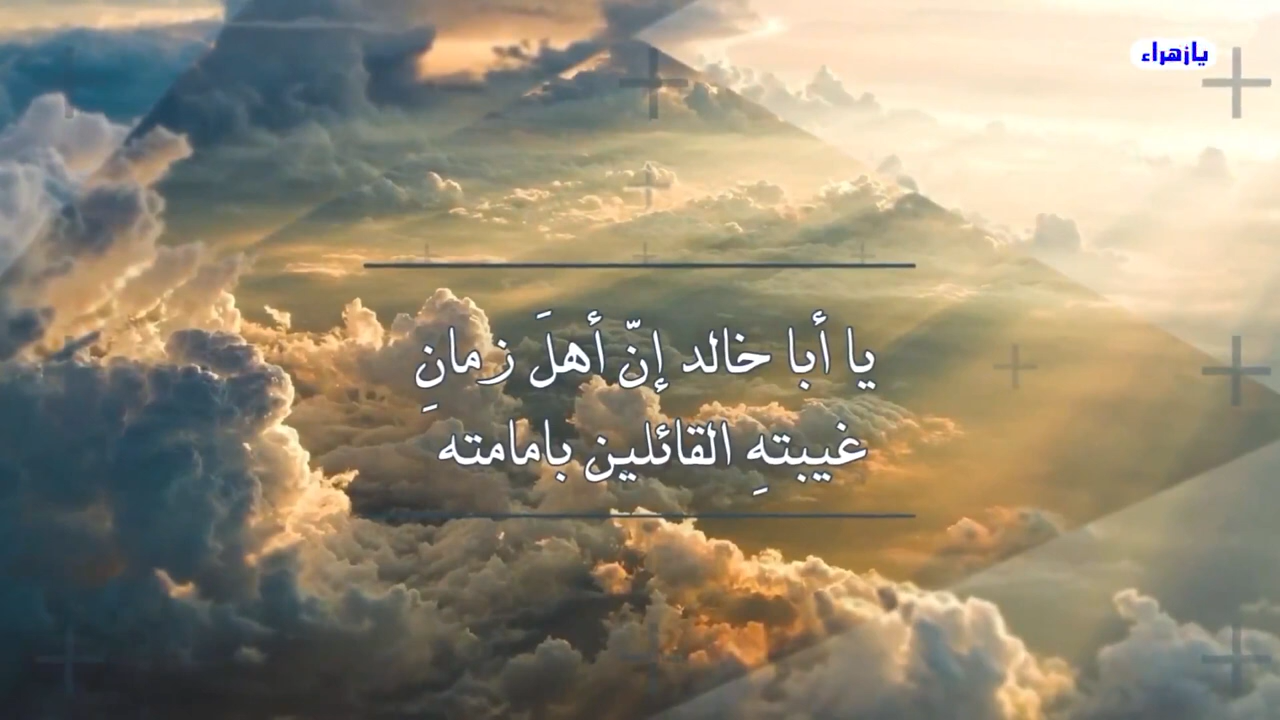 يازهراء
يا أبا خالد إنّ أهلَ زمانِ
غيبتهِ القائلين بامامته